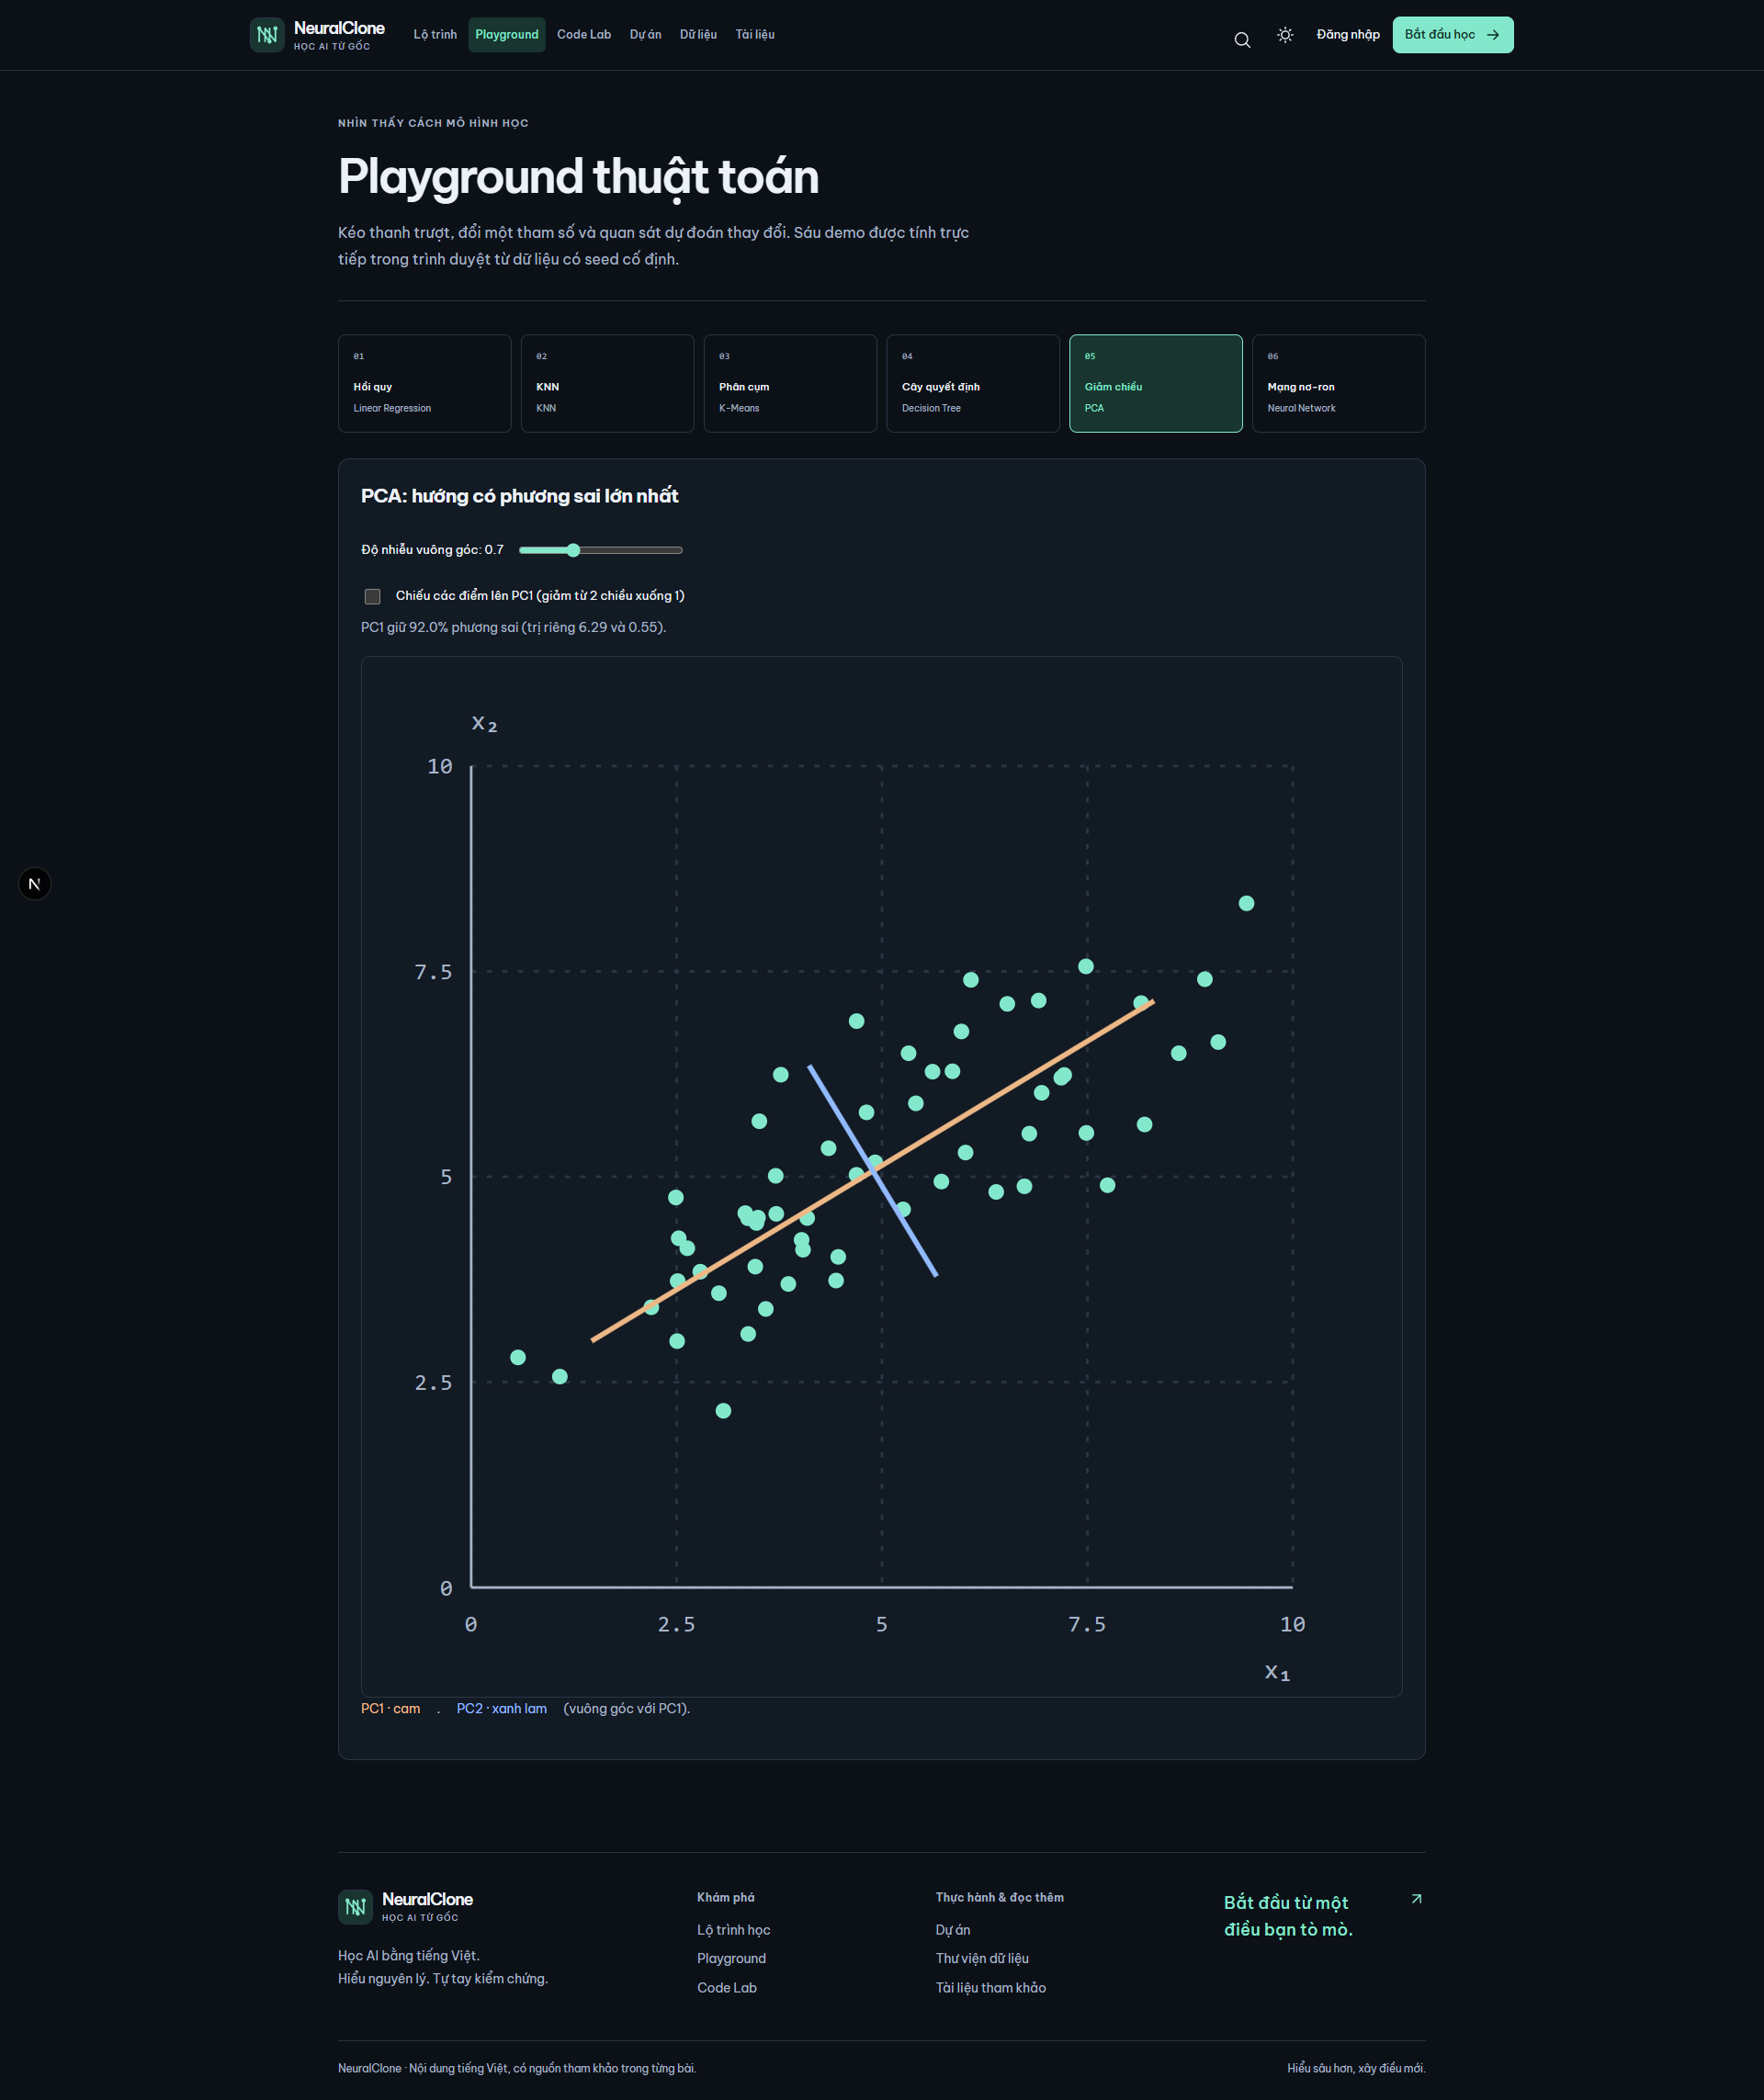 NeuralClone
HỌC AI TỪ GỐC
Lộ trình
Playground
Code Lab
Dự án
Dữ liệu
Tài liệu
Đăng nhập
Bắt đầu học
NHÌN THẤY CÁCH MÔ HÌNH HỌC
Playground thuật toán
Kéo thanh trượt, đổi một tham số và quan sát dự đoán thay đổi. Sáu demo được tính trực
tiếp trong trình duyệt từ dữ liệu có seed cố định.
01
Hồi quy
Linear Regression
02
KNN
KNN
03
Phân cụm
K-Means
04
Cây quyết định
Decision Tree
05
Giảm chiều
PCA
06
Mạng nơ-ron
Neural Network
PCA: hướng có phương sai lớn nhất
Độ nhiễu vuông góc: 0.7
Chiếu các điểm lên PC1 (giảm từ 2 chiều xuống 1)
PC1 giữ 92.0% phương sai (trị riêng 6.29 và 0.55).
x₂
10
7.5
5
2.5
0
0 2.5 5 7.5 10
x₁
PC1 · cam . PC2 · xanh lam (vuông góc với PC1).
NeuralClone
HỌC AI TỪ GỐC
Học AI bằng tiếng Việt.
Hiểu nguyên lý. Tự tay kiểm chứng.
Khám phá
Lộ trình học
Playground
Code Lab
Thực hành & đọc thêm
Dự án
Thư viện dữ liệu
Tài liệu tham khảo
Bắt đầu từ một
điều bạn tò mò.
NeuralClone · Nội dung tiếng Việt, có nguồn tham khảo trong từng bài.
Hiểu sâu hơn, xây điều mới.